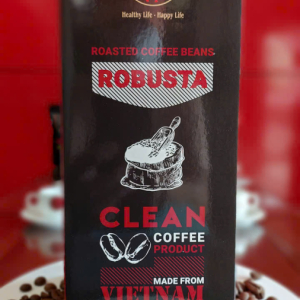 Healthy Life - Happy Life
ROASTED COFFEE BEANS
ROBUSTA
CLEAN
COFFEE
PRODUCT
MADE FROM
VIETNAM